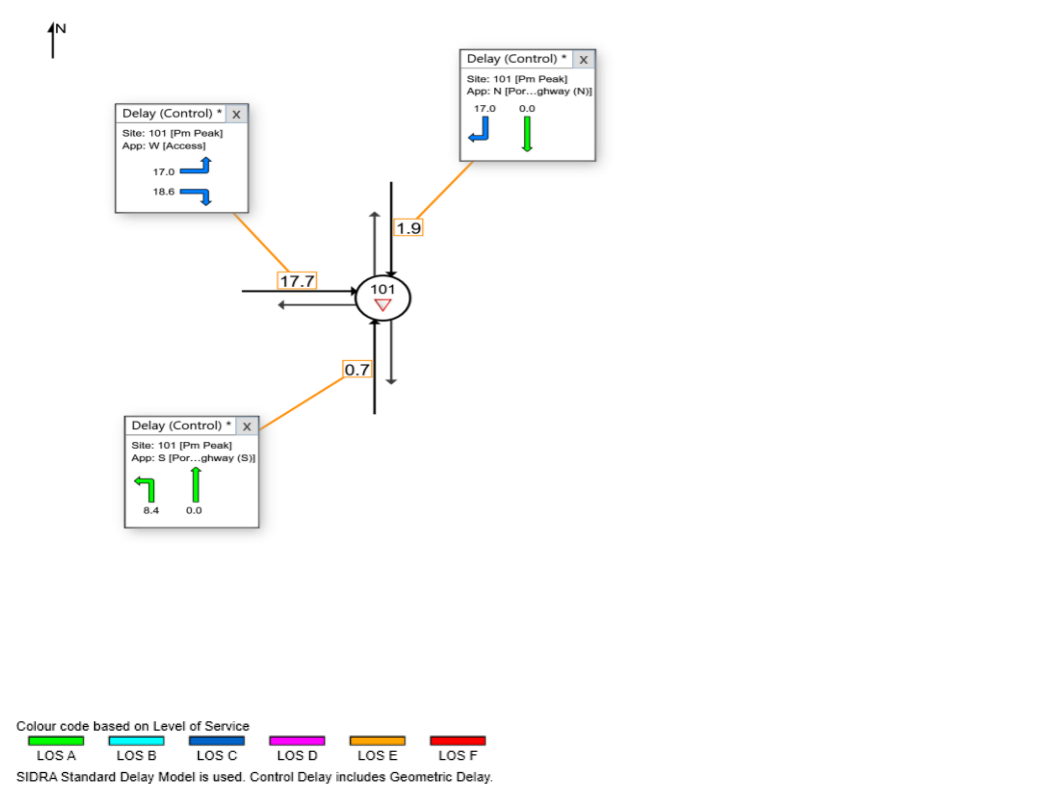 N
Delay (Control) * x
Site: 101 [Pm Peak]
App: N [Por...ghway (N)]
17.0 0.0
Delay (Control) * x
Site: 101 [Pm Peak]
App: W [Access]
17.0
18.6
1.9
17.7
101
0.7
Delay (Control) * x
Site: 101 [Pm Peak]
App: S [Por...ghway (S)]
8.4 0.0
Colour code based on Level of Service
LOS A LOS B LOS C LOS D LOS E LOS F
SIDRA Standard Delay Model is used. Control Delay includes Geometric Delay.